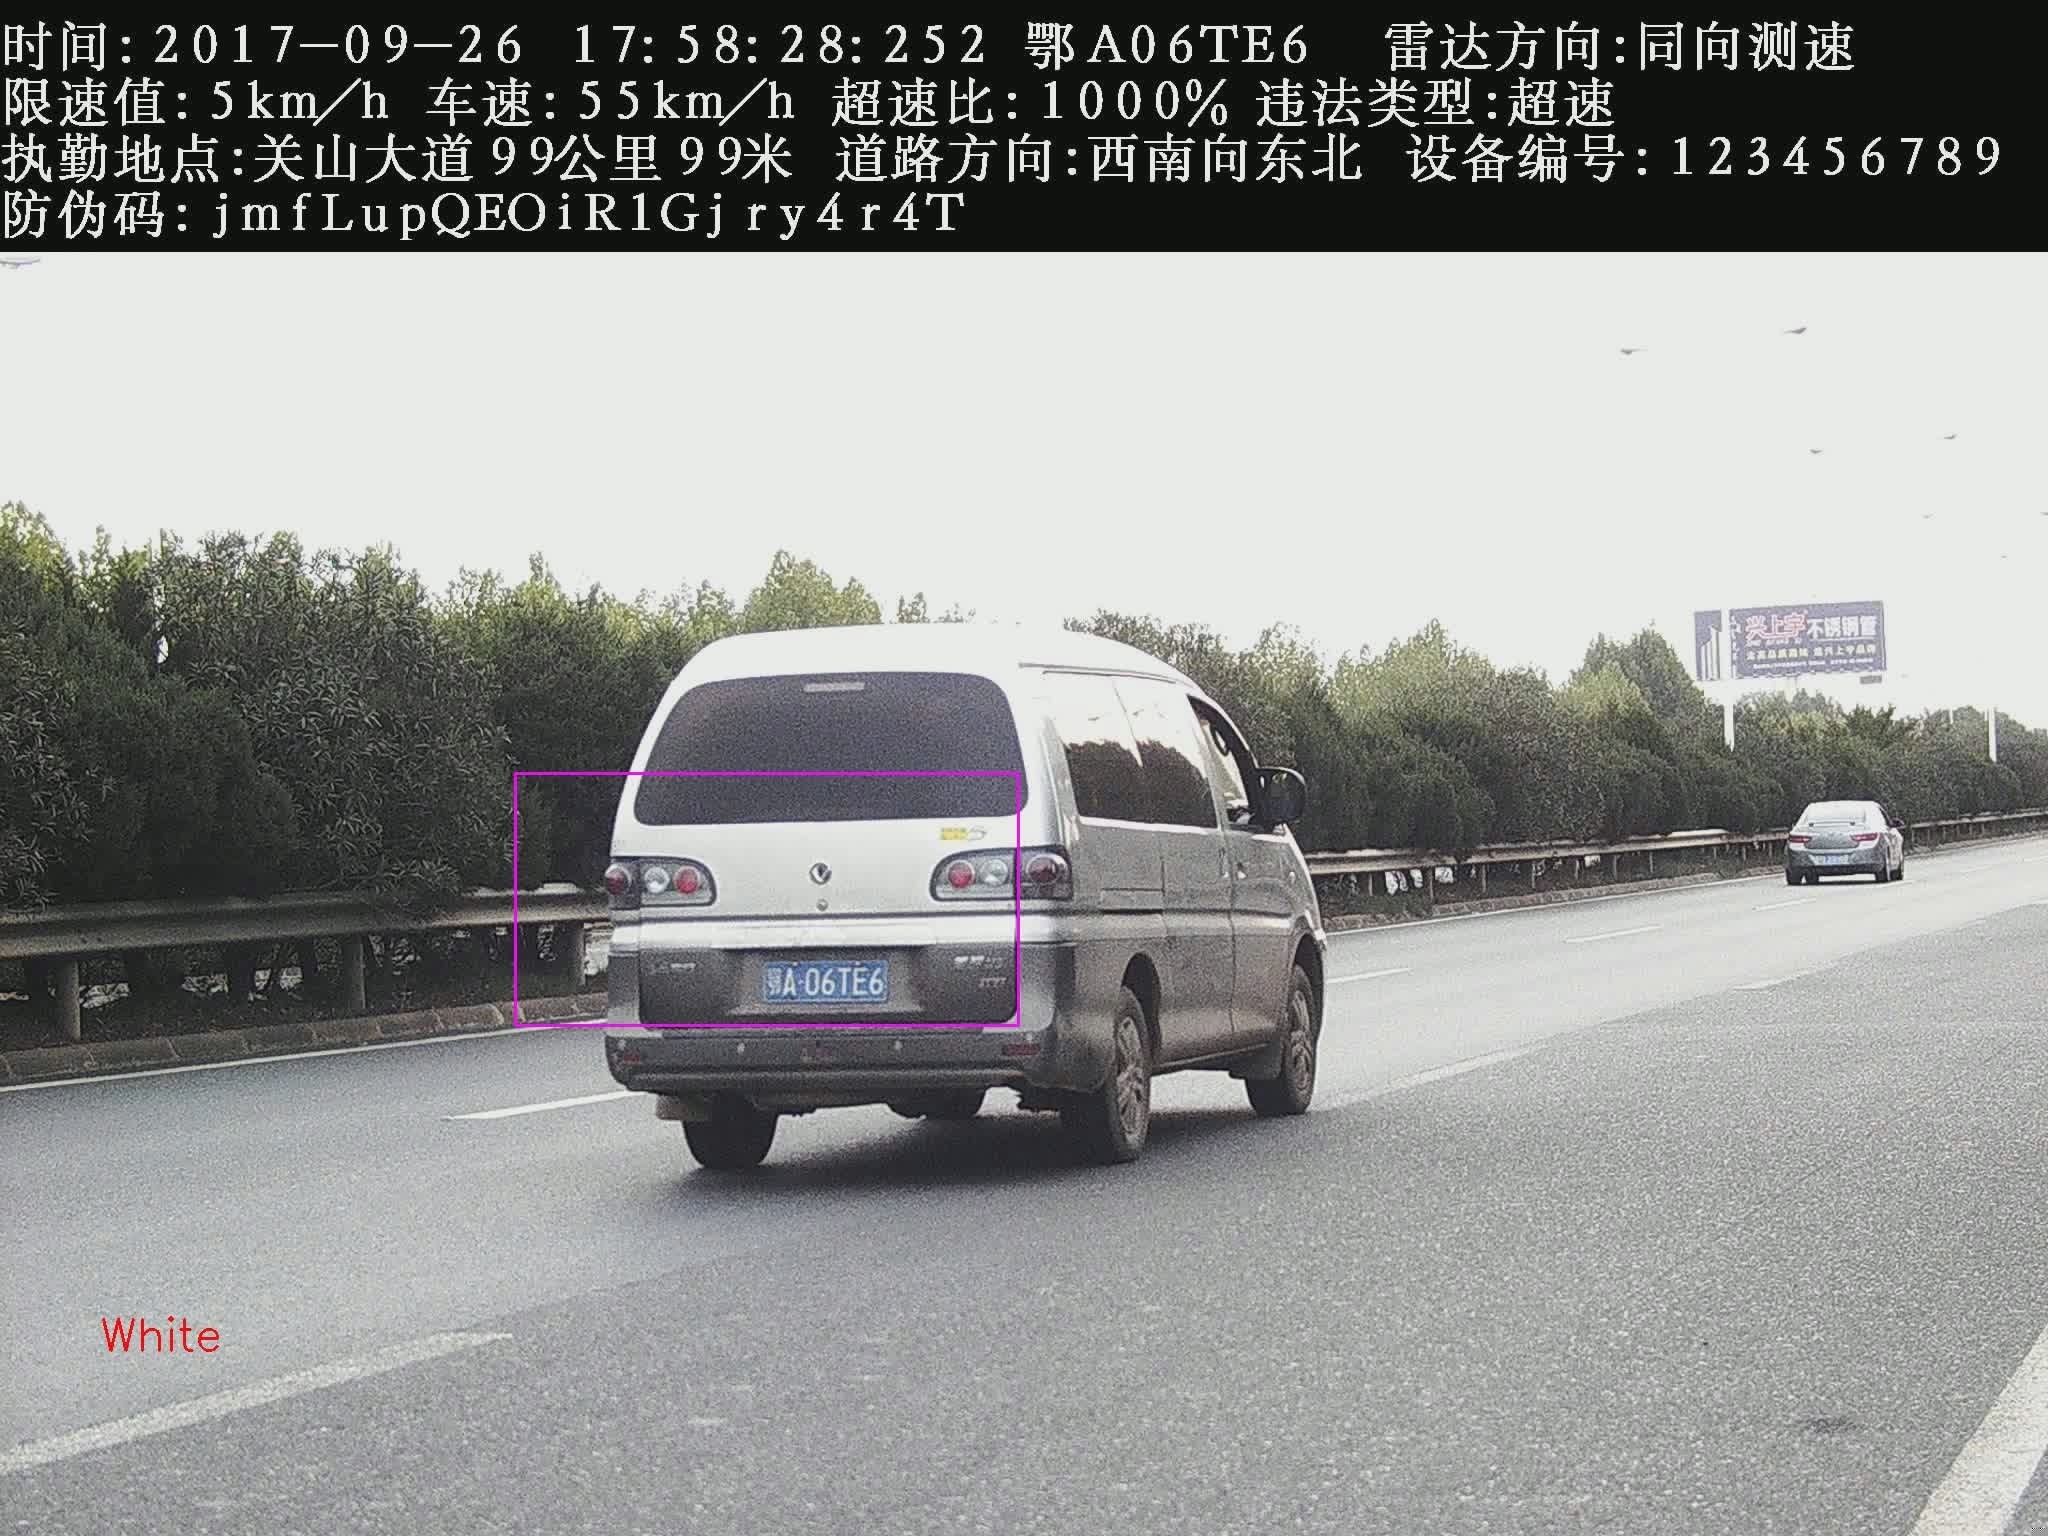 时间: 2017-09-26 17:58:28:252 鄂A06TE6 雷达方向:同向测速
限速值: 5km/h 车速: 55km/h 超速比: 1000% 违法类型:超速
执勤地点:关山大道99公里99米 道路方向:西南向东北 设备编号: 123456789
防伪码: jmfLupQEOiR1Gjry4r4T
兴上宇不锈钢管
鄂A·06TE6
White